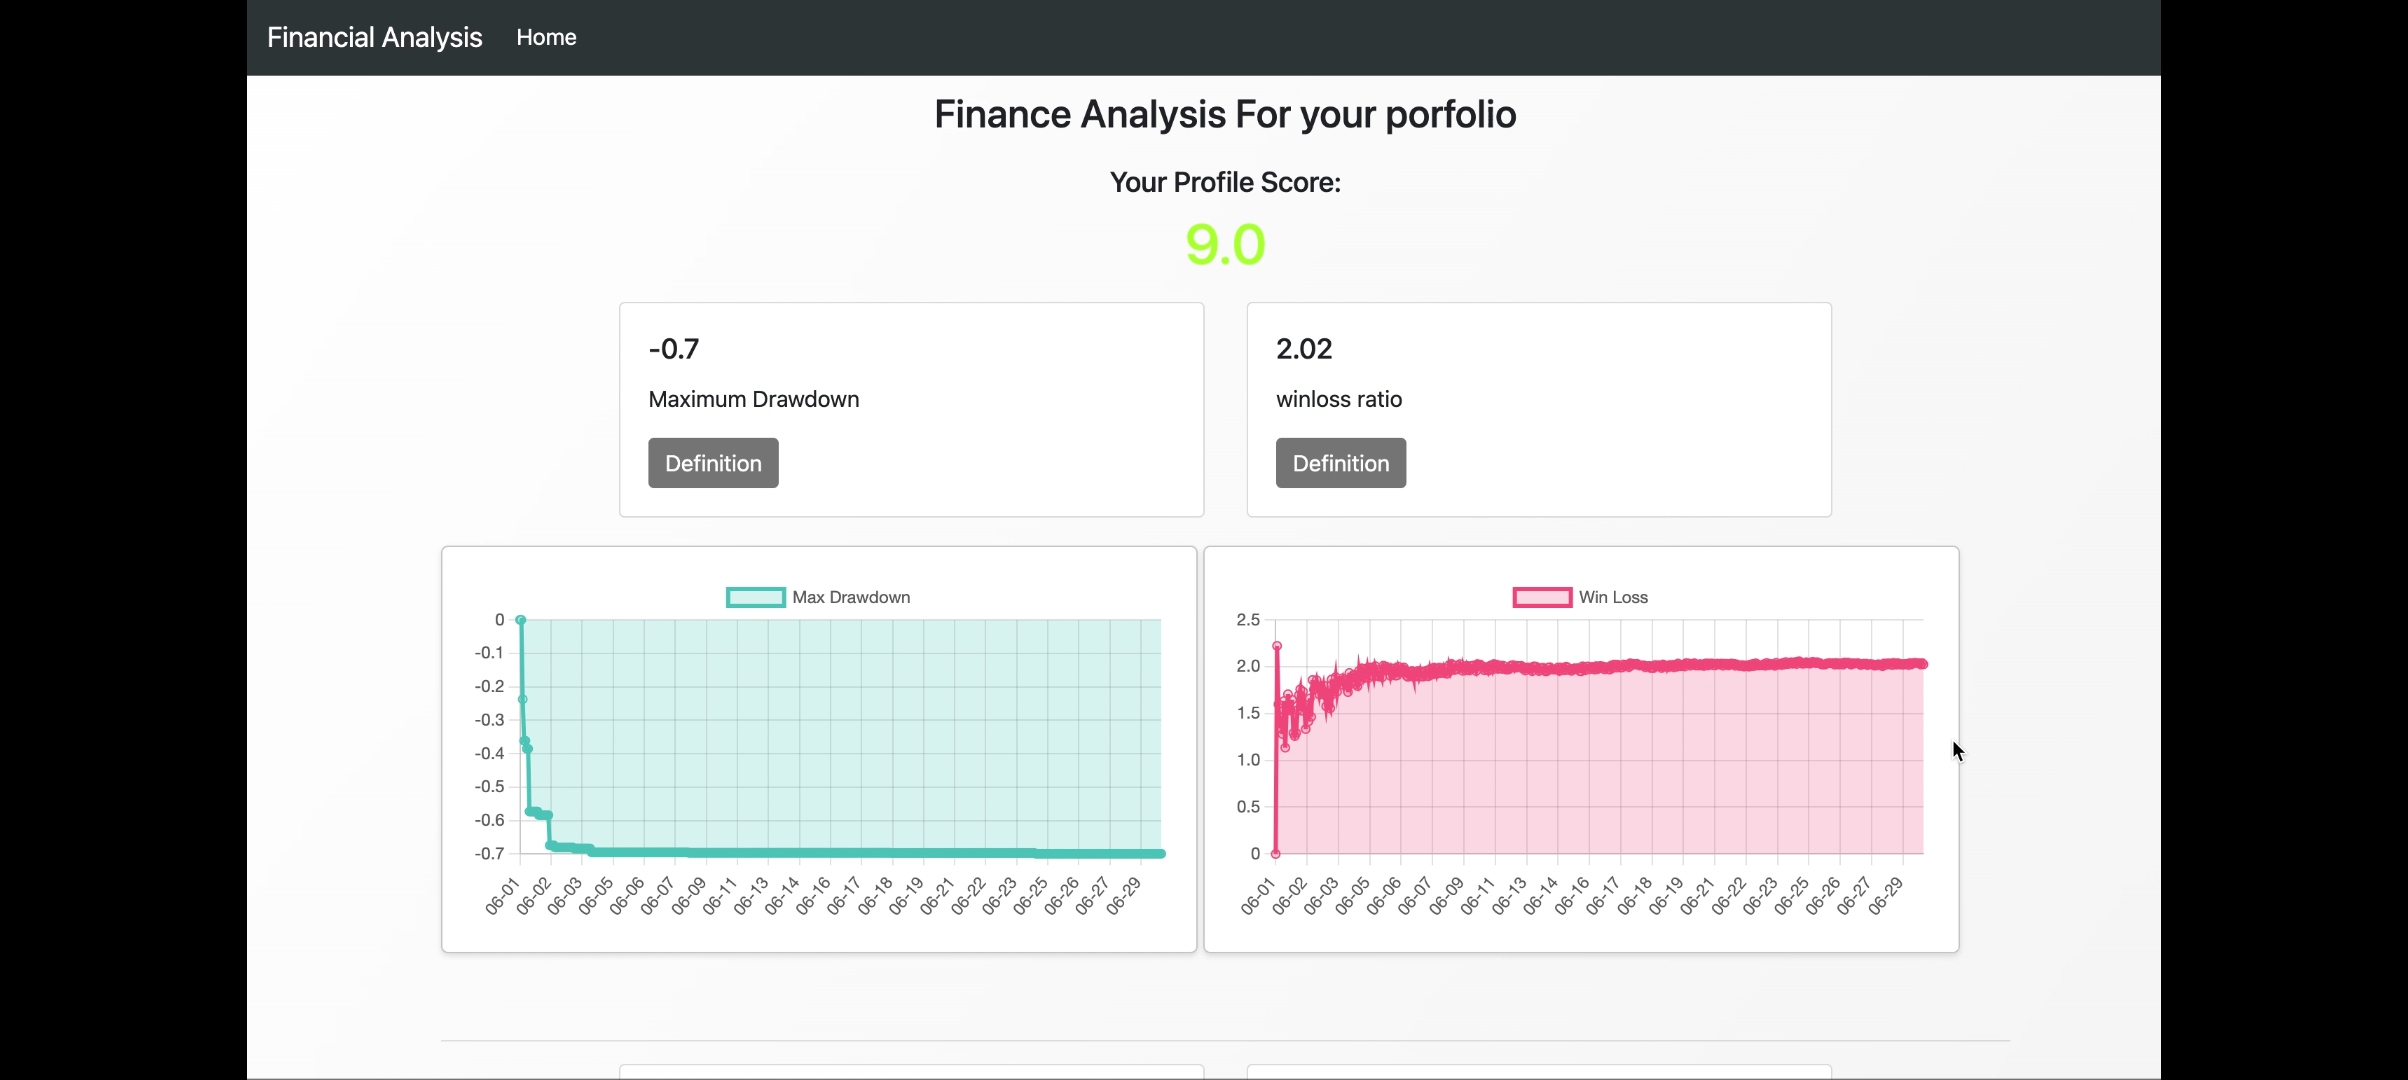 Financial Analysis Home
Finance Analysis For your porfolio
Your Profile Score:
9.0
-0.7
Maximum Drawdown
Definition
2.02
winloss ratio
Definition
Max Drawdown
0
-0.1
-0.2
-0.3
-0.4
-0.5
-0.6
-0.7
06-01 06-02 06-03 06-05 06-06 06-07 06-09 06-11 06-13 06-14 06-16 06-17 06-18 06-19 06-21 06-22 06-23 06-25 06-26 06-27 06-29
Win Loss
2.5
2.0
1.5
1.0
0.5
0
06-01 06-02 06-03 06-05 06-06 06-07 06-09 06-11 06-13 06-14 06-16 06-17 06-18 06-19 06-21 06-22 06-23 06-25 06-26 06-27 06-29